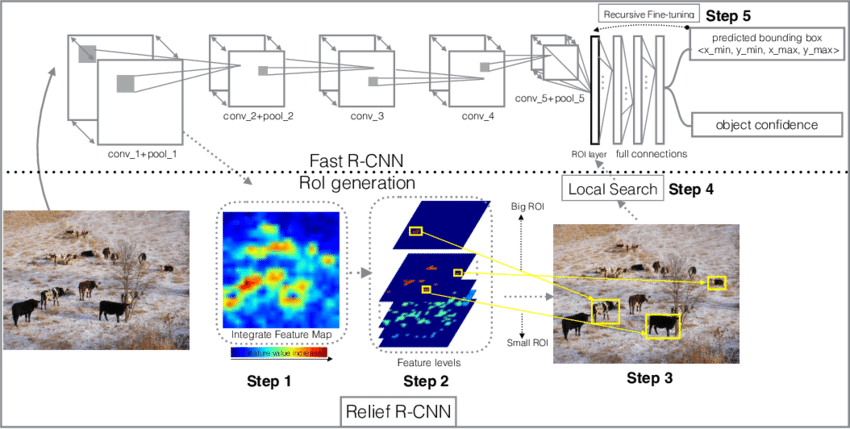 Recursive Fine-tuning
Step 5
predicted bounding box
<x_min, y_min, x_max, y_max>
conv_1+pool_1
conv_2+pool_2
conv_3
conv_4
conv_5+pool_5
ROI layer
full connections
object confidence
Fast R-CNN
RoI generation
Local Search
Step 4
Big ROI
Integrate Feature Map
feature value increases
Feature levels
Small ROI
Step 1
Step 2
Step 3
Relief R-CNN